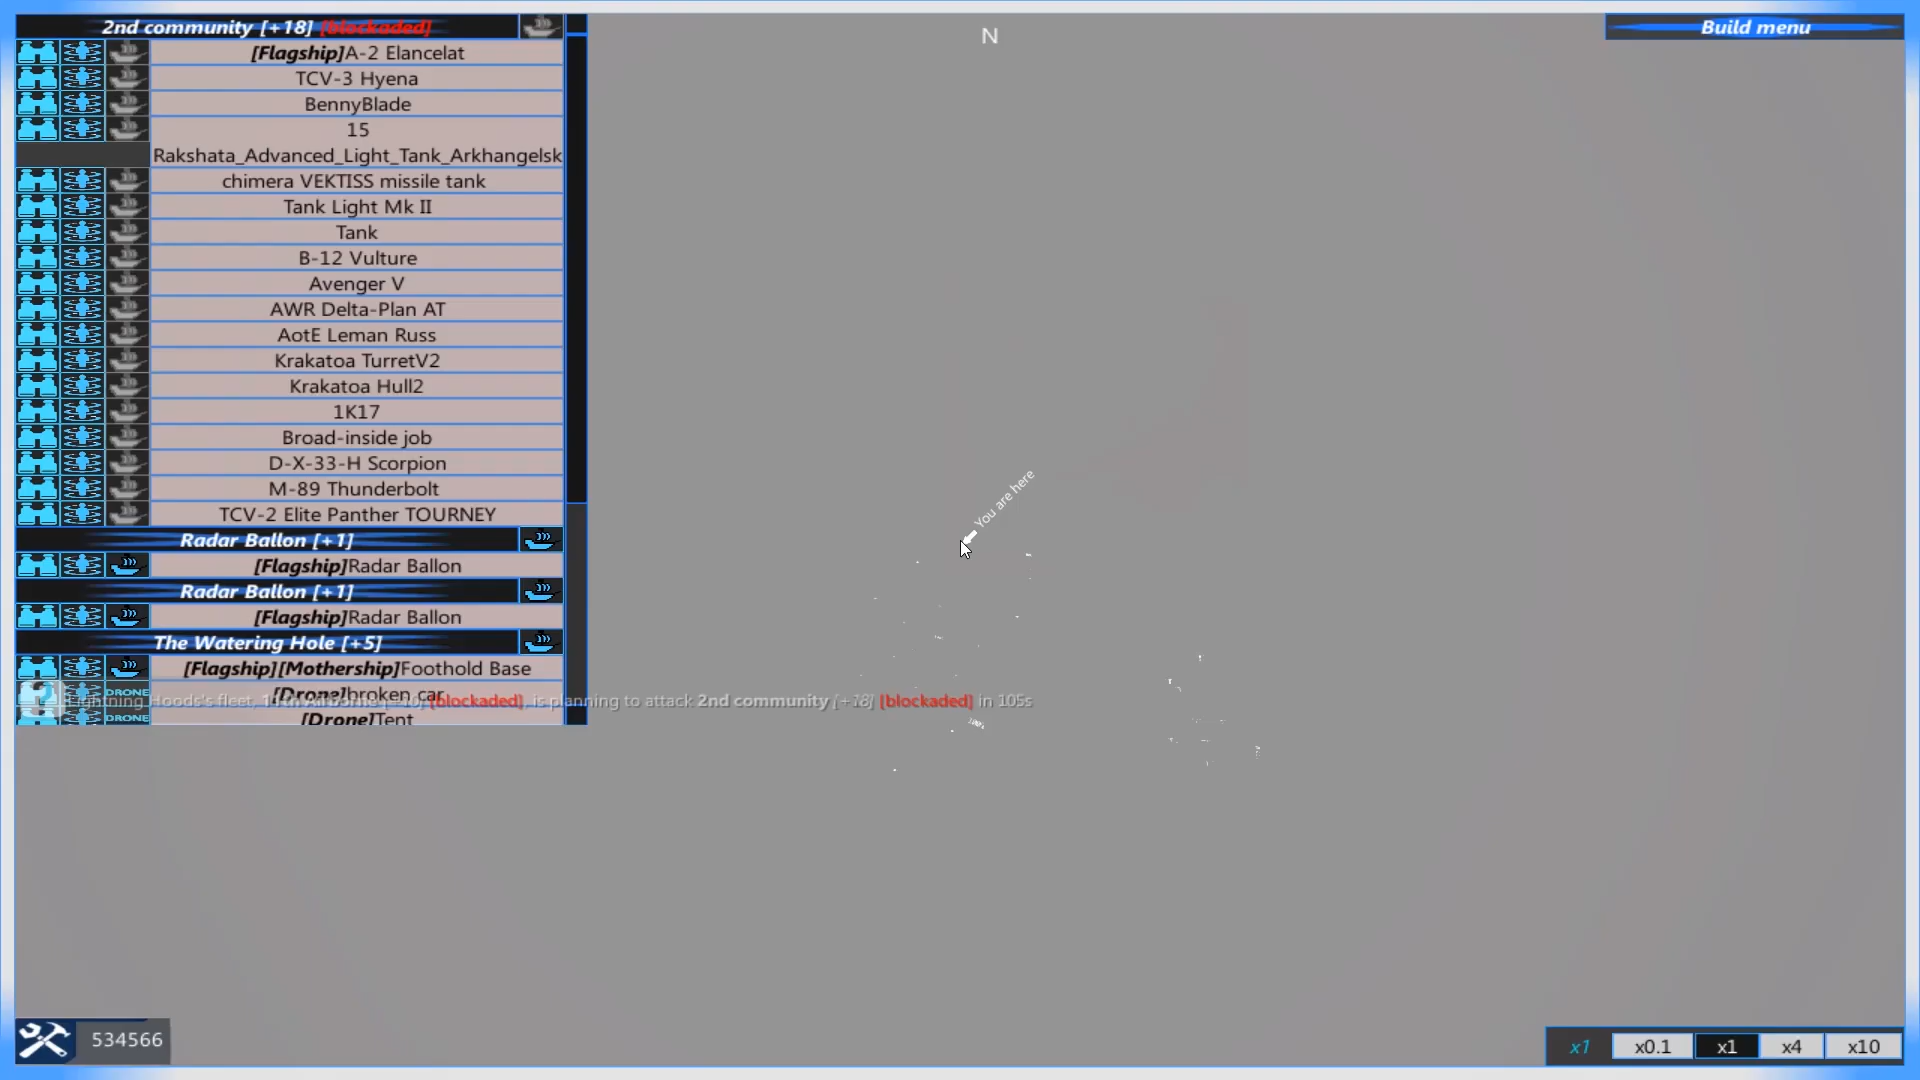 2nd community [+18] [blockaded]
[Flagship]A-2 Elancelat
TCV-3 Hyena
BennyBlade
15
Rakshata_Advanced_Light_Tank_Arkhangelsk
chimera VEKTISS missile tank
Tank Light Mk II
Tank
B-12 Vulture
Avenger V
AWR Delta-Plan AT
AotE Leman Russ
Krakatoa TurretV2
Krakatoa Hull2
1K17
Broad-inside job
D-X-33-H Scorpion
M-89 Thunderbolt
TCV-2 Elite Panther TOURNEY
Radar Ballon [+1]
[Flagship]Radar Ballon
Radar Ballon [+1]
[Flagship]Radar Ballon
The Watering Hole [+5]
[Flagship][Mothership]Foothold Base
DRONE [Drone]broken car
Lightning Hoods's fleet, [blockaded], is planning to attack 2nd community [+18] [blockaded] in 105s
DRONE [Drone]Tent
N
You are here
Build menu
534566
x1 x0.1 x1 x4 x10